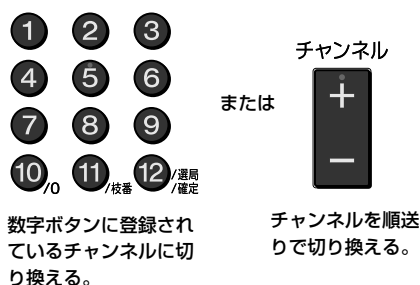 1 2 3
チャンネル
4 5 6
または
+
7 8 9
−
10/0 11/枝番 12/選局/確定
数字ボタンに登録され
ているチャンネルに切
り換える。
チャンネルを順送
りで切り換える。